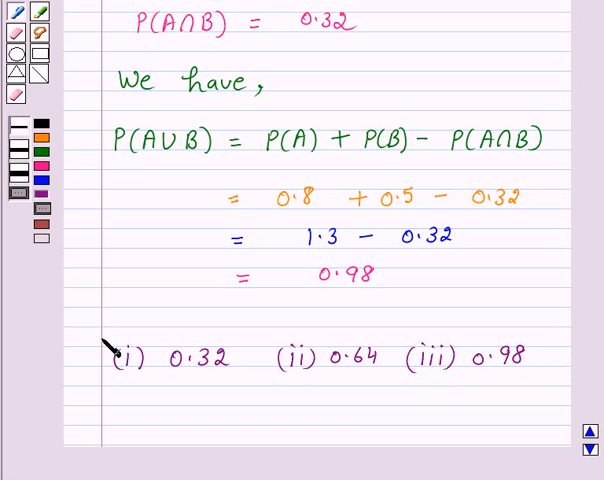 P(A∩B) = 0.32
We have,
P(A∪B) = P(A) + P(B) - P(A∩B)
= 0.8 + 0.5 - 0.32
= 1.3 - 0.32
= 0.98
(i) 0.32 (ii) 0.64 (iii) 0.98